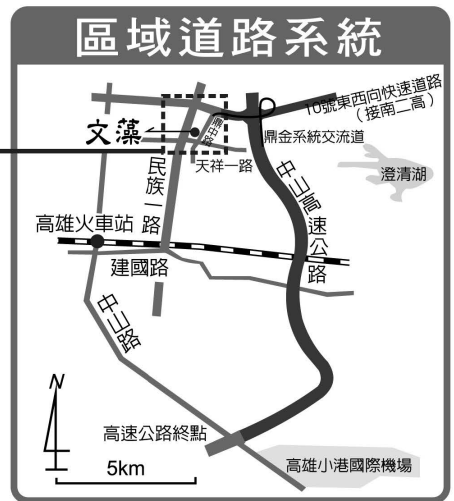 區域道路系統
10號東西向快速道路
（接南二高）
文藻
鼎中路
鼎金系統交流道
天祥一路
民族一路
中山高速公路
澄清湖
高雄火車站
建國路
中山路
N
高速公路終點
5km
高雄小港國際機場